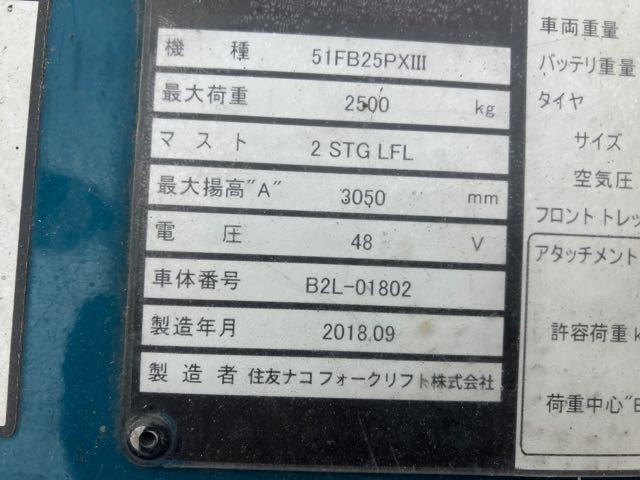 機 種 51FB25PXIII
最大荷重 2500 kg
マスト 2 STG LFL
最大揚高"A" 3050 mm
電 圧 48 V
車体番号 B2L-01802
製造年月 2018.09
製造者 住友ナコフォークリフト株式会社
車両重量
バッテリ重量
タイヤ
サイズ
空気圧
フロントトレッ
アタッチメント
許容荷重 k
荷重中心"B